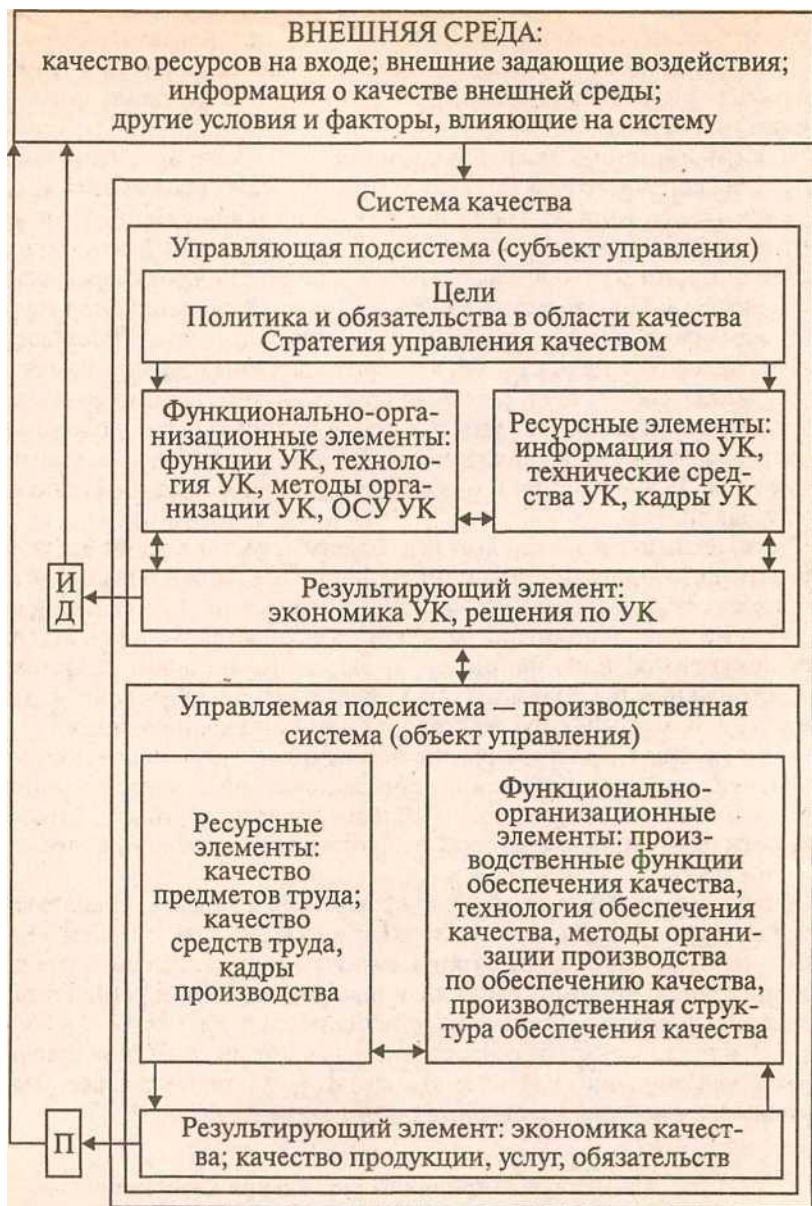 ВНЕШНЯЯ СРЕДА:
качество ресурсов на входе; внешние задающие воздействия;
информация о качестве внешней среды;
другие условия и факторы, влияющие на систему
Система качества
Управляющая подсистема (субъект управления)
Цели
Политика и обязательства в области качества
Стратегия управления качеством
Функционально-орга-
низационные элементы:
функции УК, техноло-
гия УК, методы орга-
низации УК, ОСУ УК
Ресурсные элементы:
информация по УК,
технические сред-
ства УК, кадры УК
И
Д
Результирующий элемент:
экономика УК, решения по УК
Управляемая подсистема — производственная
система (объект управления)
Ресурсные
элементы:
качество
предметов труда;
качество
средств труда,
кадры
производства
Функционально-
организационные
элементы: произ-
водственные функции
обеспечения качества,
технология обеспечения
качества, методы органи-
зации производства
по обеспечению качества,
производственная струк-
тура обеспечения качества
П
Результирующий элемент: экономика качест-
ва; качество продукции, услуг, обязательств